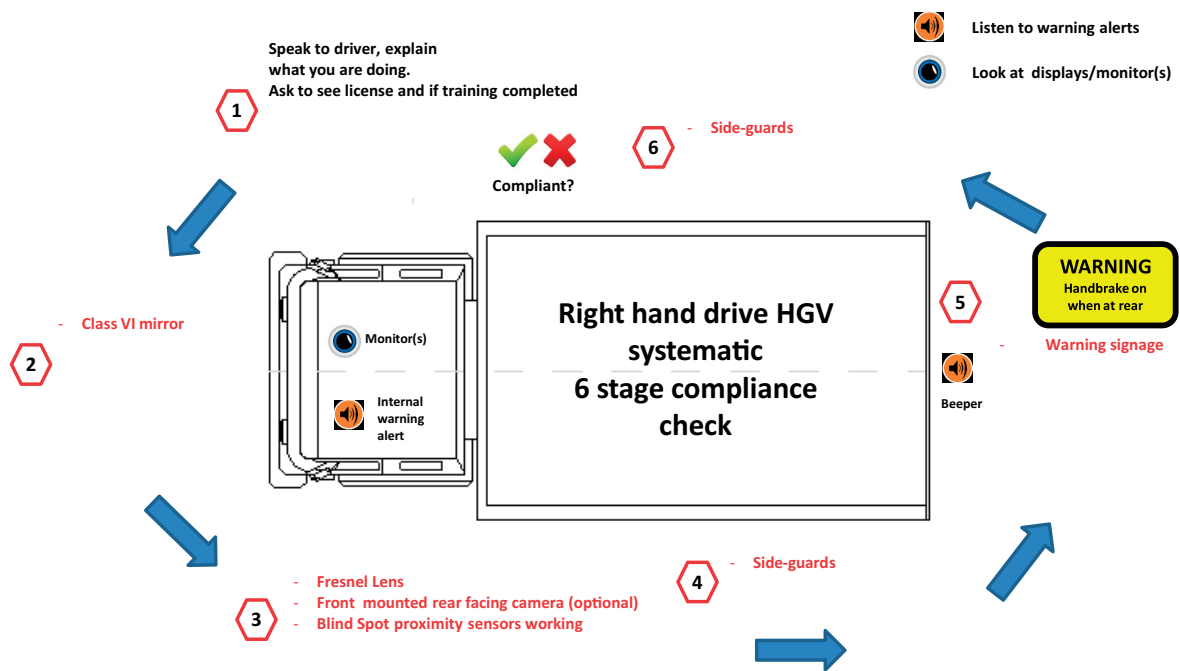 Listen to warning alerts
Look at displays/monitor(s)
Speak to driver, explain
what you are doing.
Ask to see license and if training completed
1
Compliant?
6
- Side-guards
WARNING
Handbrake on
when at rear
5
- Warning signage
Beeper
- Class VI mirror
2
Monitor(s)
Internal
warning
alert
Right hand drive HGV
systematic
6 stage compliance
check
3
- Fresnel Lens
- Front mounted rear facing camera (optional)
- Blind Spot proximity sensors working
4
- Side-guards